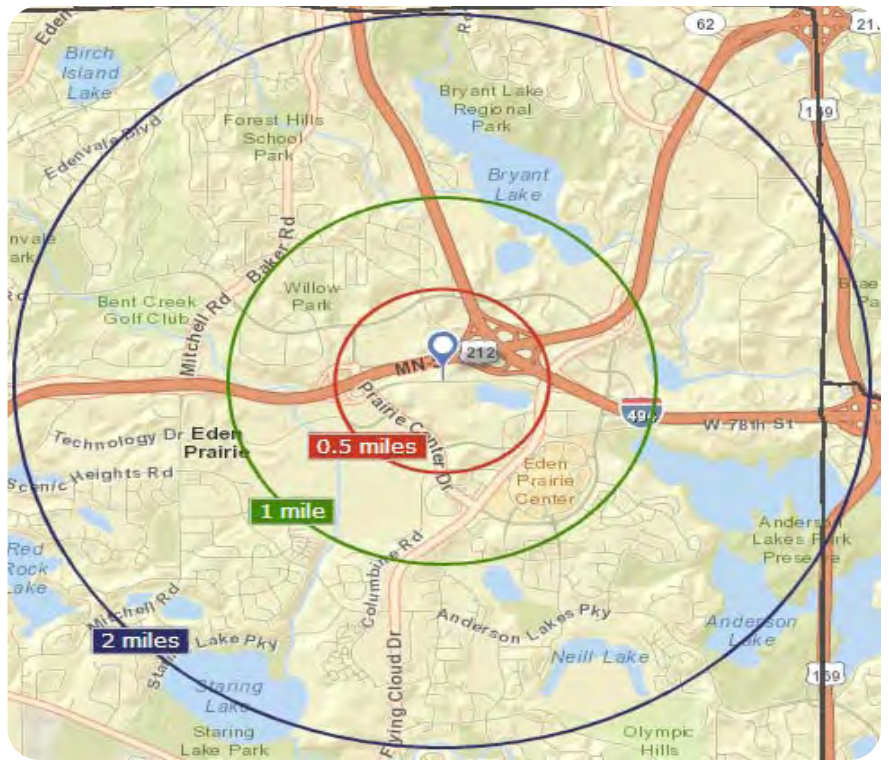 Eden
62
21
Birch
Island
Lake
Bryant Lake
Regional
Park
169
Forest Hills
School
Park
Edenvale Blvd
Bryant
Lake
Baker Rd
Willow
Park
Bent Creek
Golf Club
Mitchell Rd
MN-
212
Prairie Center Dr
494
W 78th St
Technology Dr
Eden
Prairie
0.5 miles
Scenic Heights Rd
Eden
Prairie
Center
1 mile
Anderson
Lakes Park
Preserve
Columbine Rd
Red
Rock
Lake
Mitchell Rd
Anderson Lakes Pky
Anderson
Lake
2 miles
Lake Pky
Neill Lake
Staring
Lake
169
Flying Cloud Dr
Staring
Lake Park
Olympic
Hills